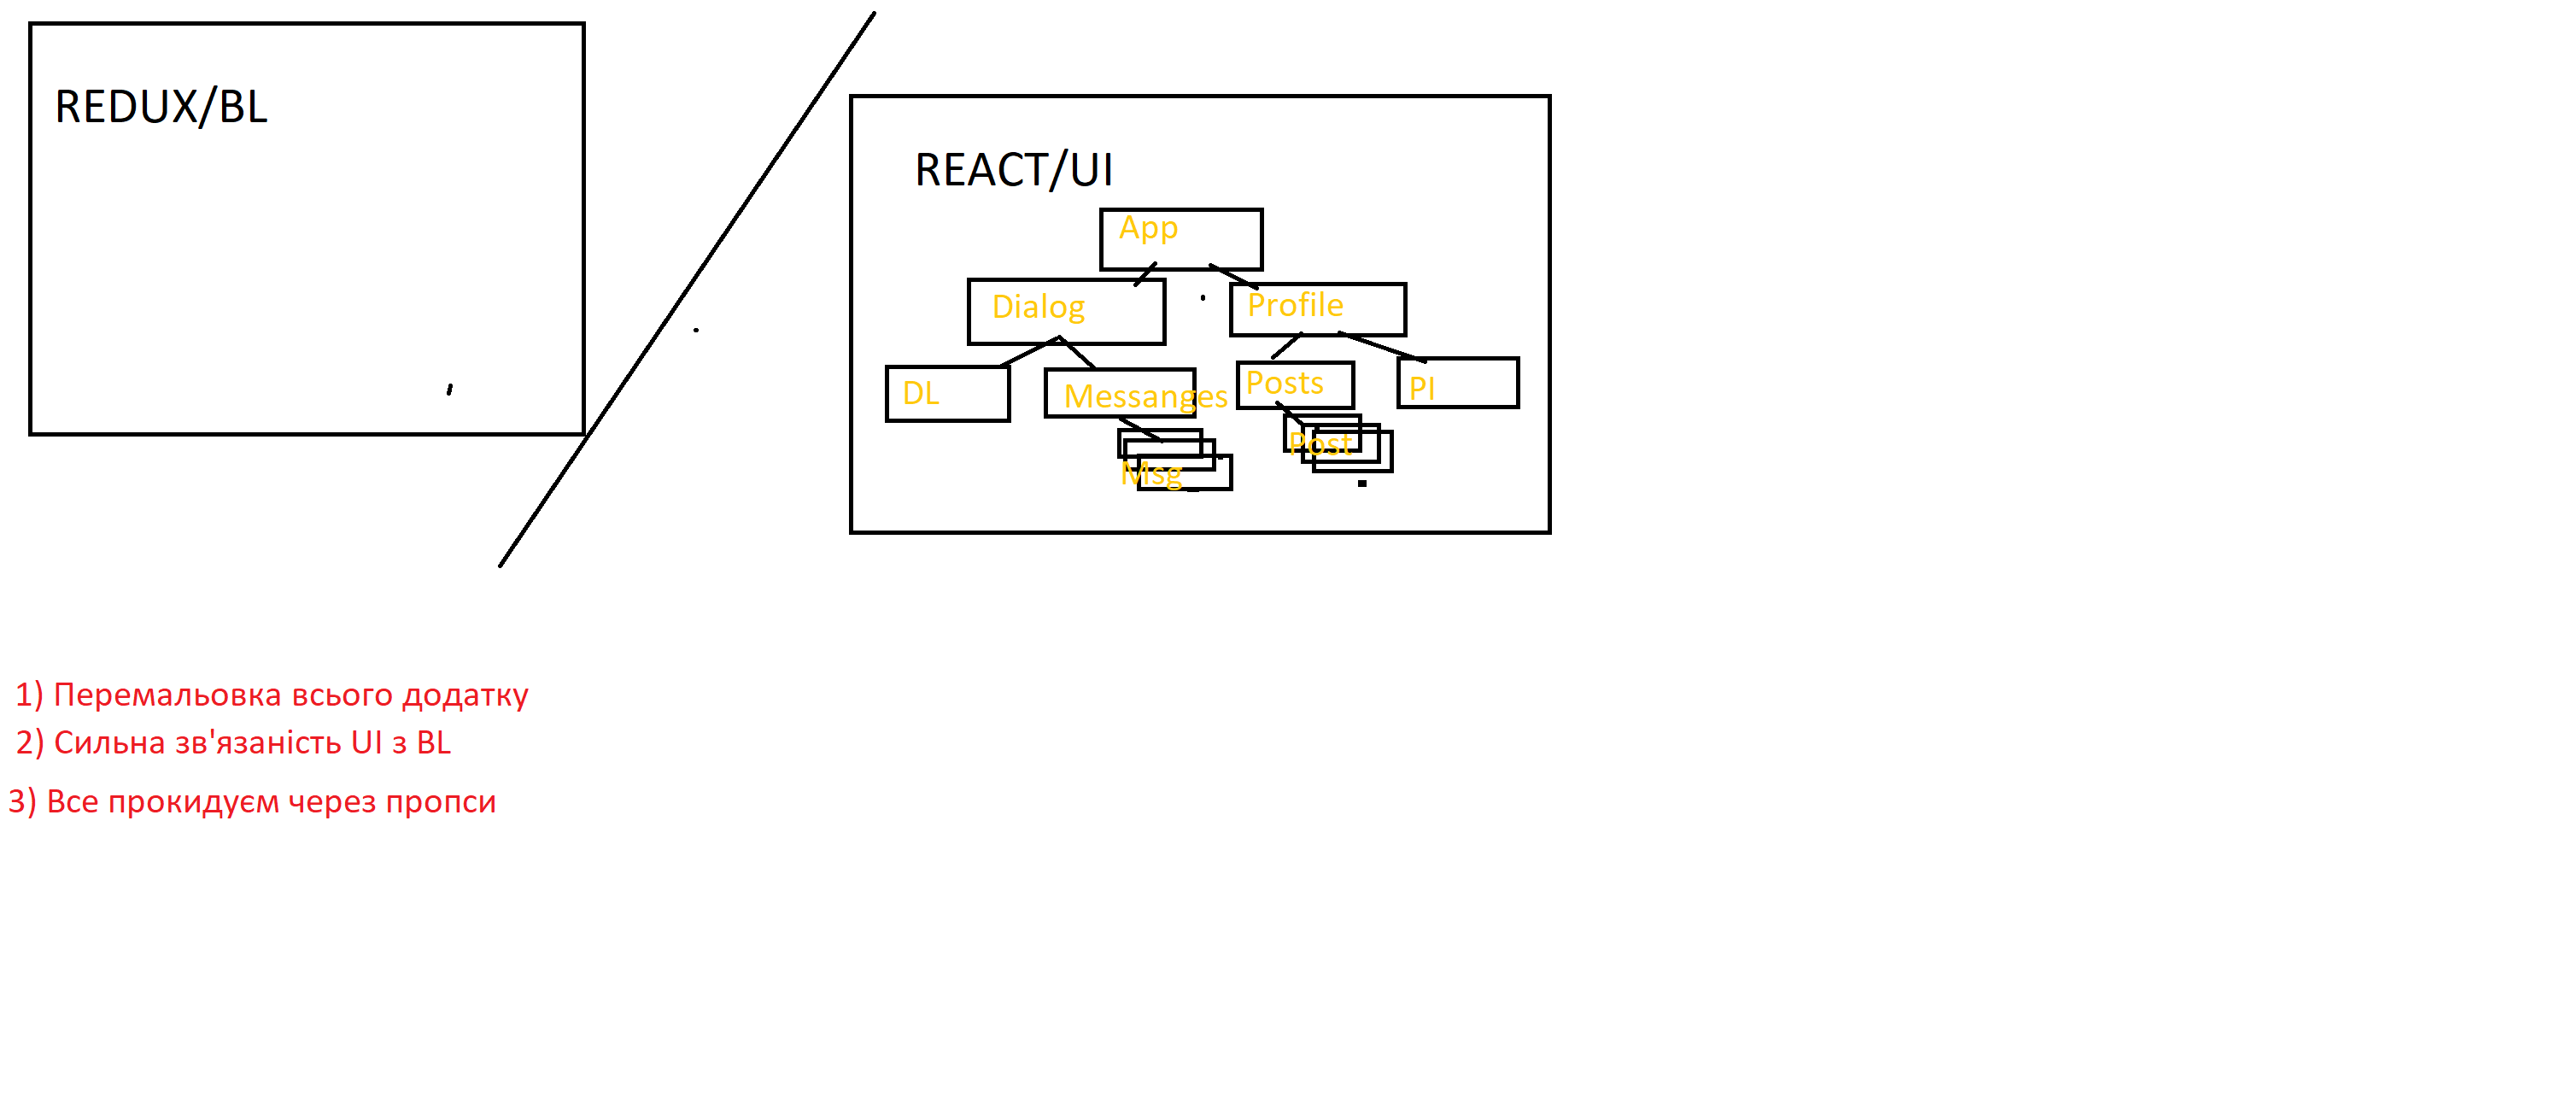 REDUX/BL
REACT/UI
App
Dialog
Profile
DL
Messanges
Posts
PI
Post
Msg
1) Перемальовка всього додатку
2) Сильна зв'язаність UI з BL
3) Все прокидуєм через пропси